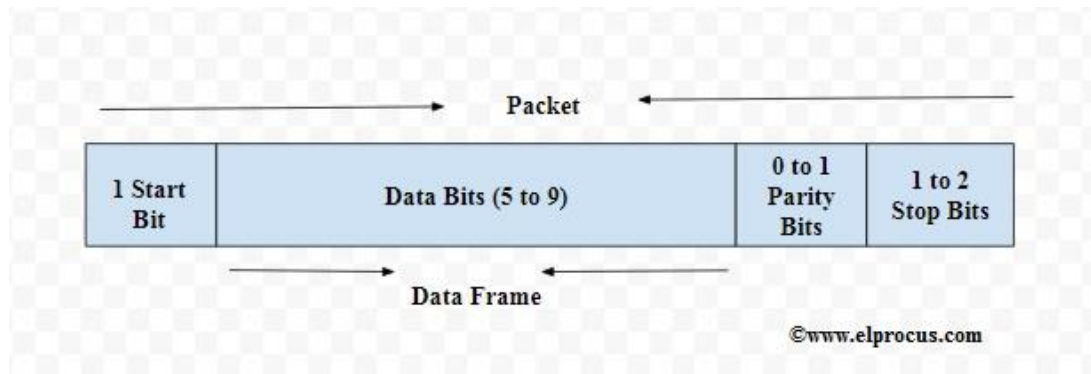 Packet
1 Start
Bit
Data Bits (5 to 9)
0 to 1
Parity
Bits
1 to 2
Stop Bits
Data Frame
©www.elprocus.com